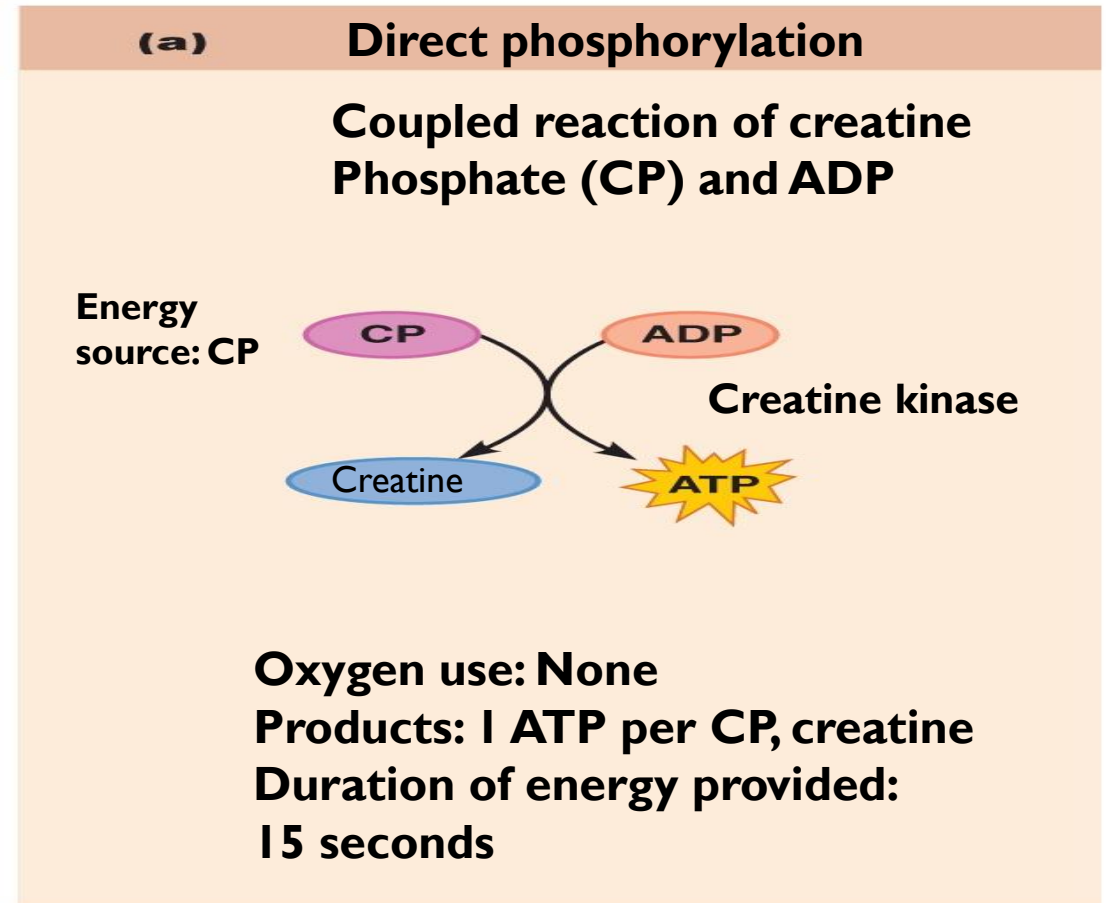 (a) Direct phosphorylation
Coupled reaction of creatine
Phosphate (CP) and ADP
Energy
source: CP
CP
ADP
Creatine kinase
Creatine
ATP
Oxygen use: None
Products: 1 ATP per CP, creatine
Duration of energy provided:
15 seconds